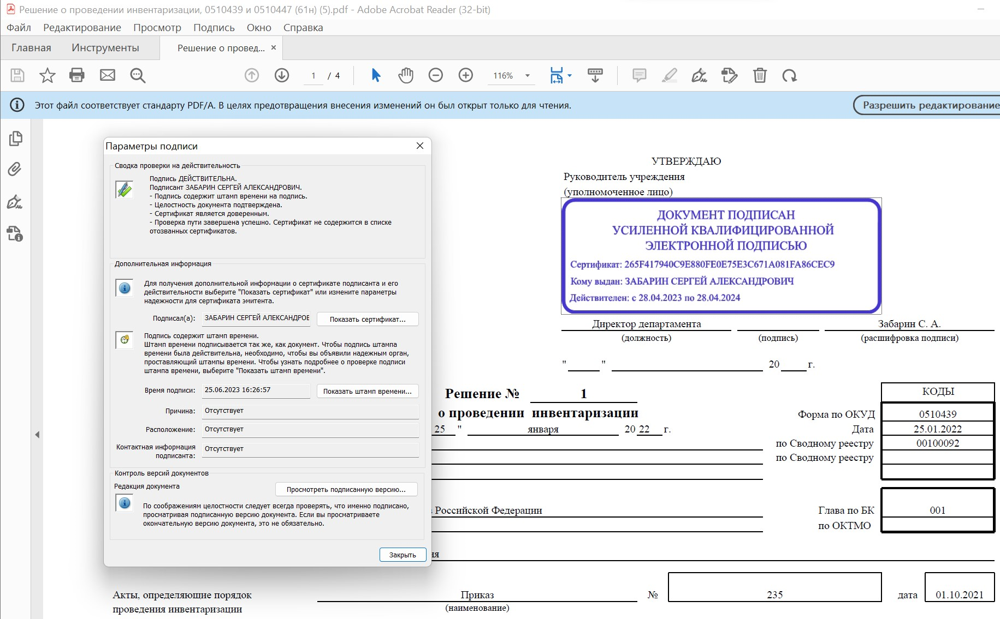 Решение о проведении инвентаризации, 0510439 и 0510447 (61н) (5).pdf - Adobe Acrobat Reader (32-bit)
Файл Редактирование Просмотр Подпись Окно Справка
Главная Инструменты Решение о провед... ×
1 / 4 116%
Этот файл соответствует стандарту PDF/A. В целях предотвращения внесения изменений он был открыт только для чтения. Разрешить редактирование
Параметры подписи
Сводка проверки на действительность
Подпись ДЕЙСТВИТЕЛЬНА.
Подписант ЗАБАРИН СЕРГЕЙ АЛЕКСАНДРОВИЧ.
- Подпись содержит штамп времени на подпись.
- Целостность документа подтверждена.
- Сертификат является доверенным.
- Проверка пути завершена успешно. Сертификат не содержится в списке
отозванных сертификатов.
Дополнительная информация
Для получения дополнительной информации о сертификате подписанта и его
действительности выберите "Показать сертификат" или измените параметры
надежности для сертификата эмитента.
Подписал(а): ЗАБАРИН СЕРГЕЙ АЛЕКСАНДРОВ Показать сертификат...
Подпись содержит штамп времени.
Штамп времени подписывается так же, как документ. Чтобы подпись штампа
времени была действительна, необходимо, чтобы вы объявили надежным орган,
проставляющий штампы времени. Чтобы узнать подробнее о проверке подписи
штампа времени, выберите "Показать штамп времени".
Время подписи: 25.06.2023 16:26:57 Показать штамп времени...
Причина: Отсутствует
Расположение: Отсутствует
Контактная информация
подписанта: Отсутствует
Контроль версий документов
Редакция документа
Просмотреть подписанную версию...
По соображениям целостности следует всегда проверять, что именно подписано,
просматривая подписанную версию документа. Если вы просматриваете
окончательную версию документа, это не обязательно.
Закрыть
УТВЕРЖДАЮ
Руководитель учреждения
(уполномоченное лицо)
ДОКУМЕНТ ПОДПИСАН
УСИЛЕННОЙ КВАЛИФИЦИРОВАННОЙ
ЭЛЕКТРОННОЙ ПОДПИСЬЮ
Сертификат: 265F417940C9E880FE0E75E3C671A081FA86CEC9
Кому выдан: ЗАБАРИН СЕРГЕЙ АЛЕКСАНДРОВИЧ
Действителен: с 28.04.2023 по 28.04.2024
Директор департамента Забарин С. А.
(должность) (подпись) (расшифровка подписи)
" " 20 г.
Решение № 1
о проведении инвентаризации
25 " января 20 22 г.
КОДЫ
Форма по ОКУД 0510439
Дата 25.01.2022
по Сводному реестру 00100092
по Сводному реестру
Российской Федерации Глава по БК 001
по ОКТМО
ия
Акты, определяющие порядок
проведения инвентаризации
Приказ № 235 дата 01.10.2021
(наименование)